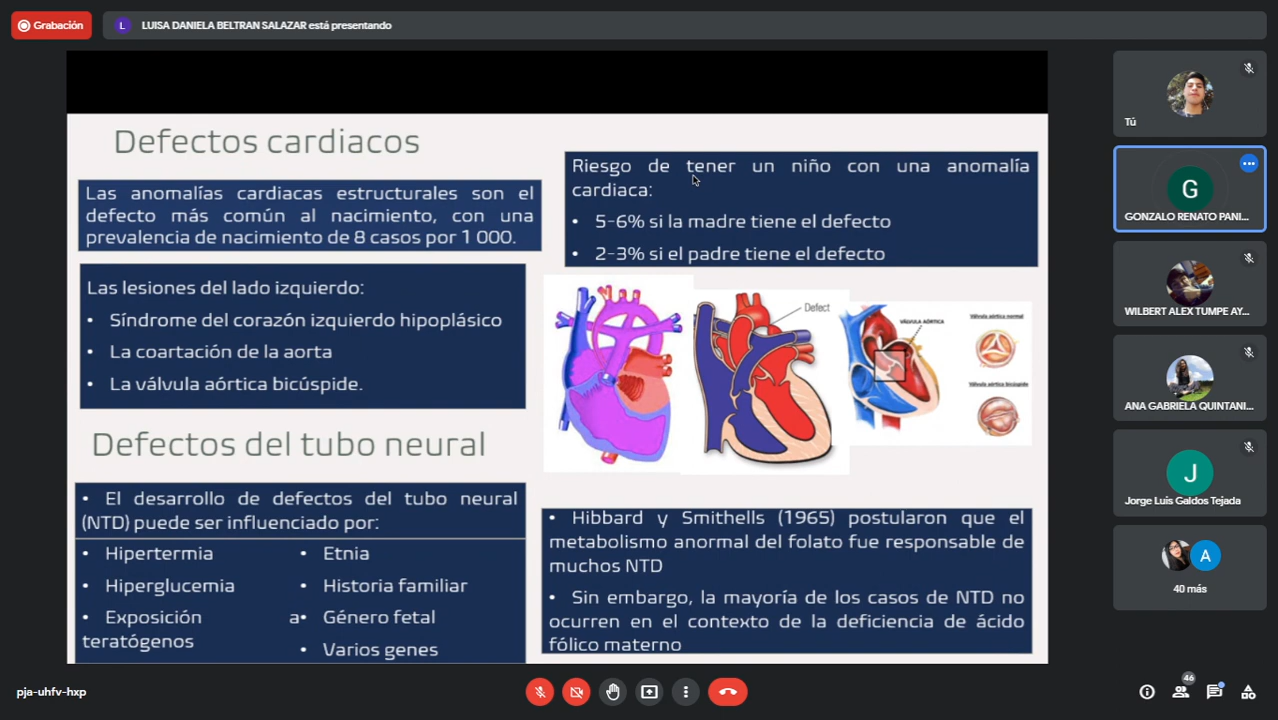 Grabación
L
LUISA DANIELA BELTRAN SALAZAR está presentando
Defectos cardiacos
Las anomalías cardiacas estructurales son el
defecto más común al nacimiento, con una
prevalencia de nacimiento de 8 casos por 1 000.
Las lesiones del lado izquierdo:
• Síndrome del corazón izquierdo hipoplásico
• La coartación de la aorta
• La válvula aórtica bicúspide.
Riesgo de tener un niño con una anomalía
cardiaca:
• 5-6% si la madre tiene el defecto
• 2-3% si el padre tiene el defecto
Defect
VÁLVULA AÓRTICA
Válvula aórtica normal
Válvula aórtica bicúspide
Defectos del tubo neural
• El desarrollo de defectos del tubo neural
(NTD) puede ser influenciado por:
• Hipertermia
• Hiperglucemia
• Exposición a
teratógenos
• Etnia
• Historia familiar
• Género fetal
• Varios genes
• Hibbard y Smithells (1965) postularon que el
metabolismo anormal del folato fue responsable de
muchos NTD
• Sin embargo, la mayoría de los casos de NTD no
ocurren en el contexto de la deficiencia de ácido
fólico materno
Tú
G
GONZALO RENATO PANI...
WILBERT ALEX TUMPE AY...
ANA GABRIELA QUINTANI...
J
Jorge Luis Galdos Tejada
A
40 más
pja-uhfv-hxp
46